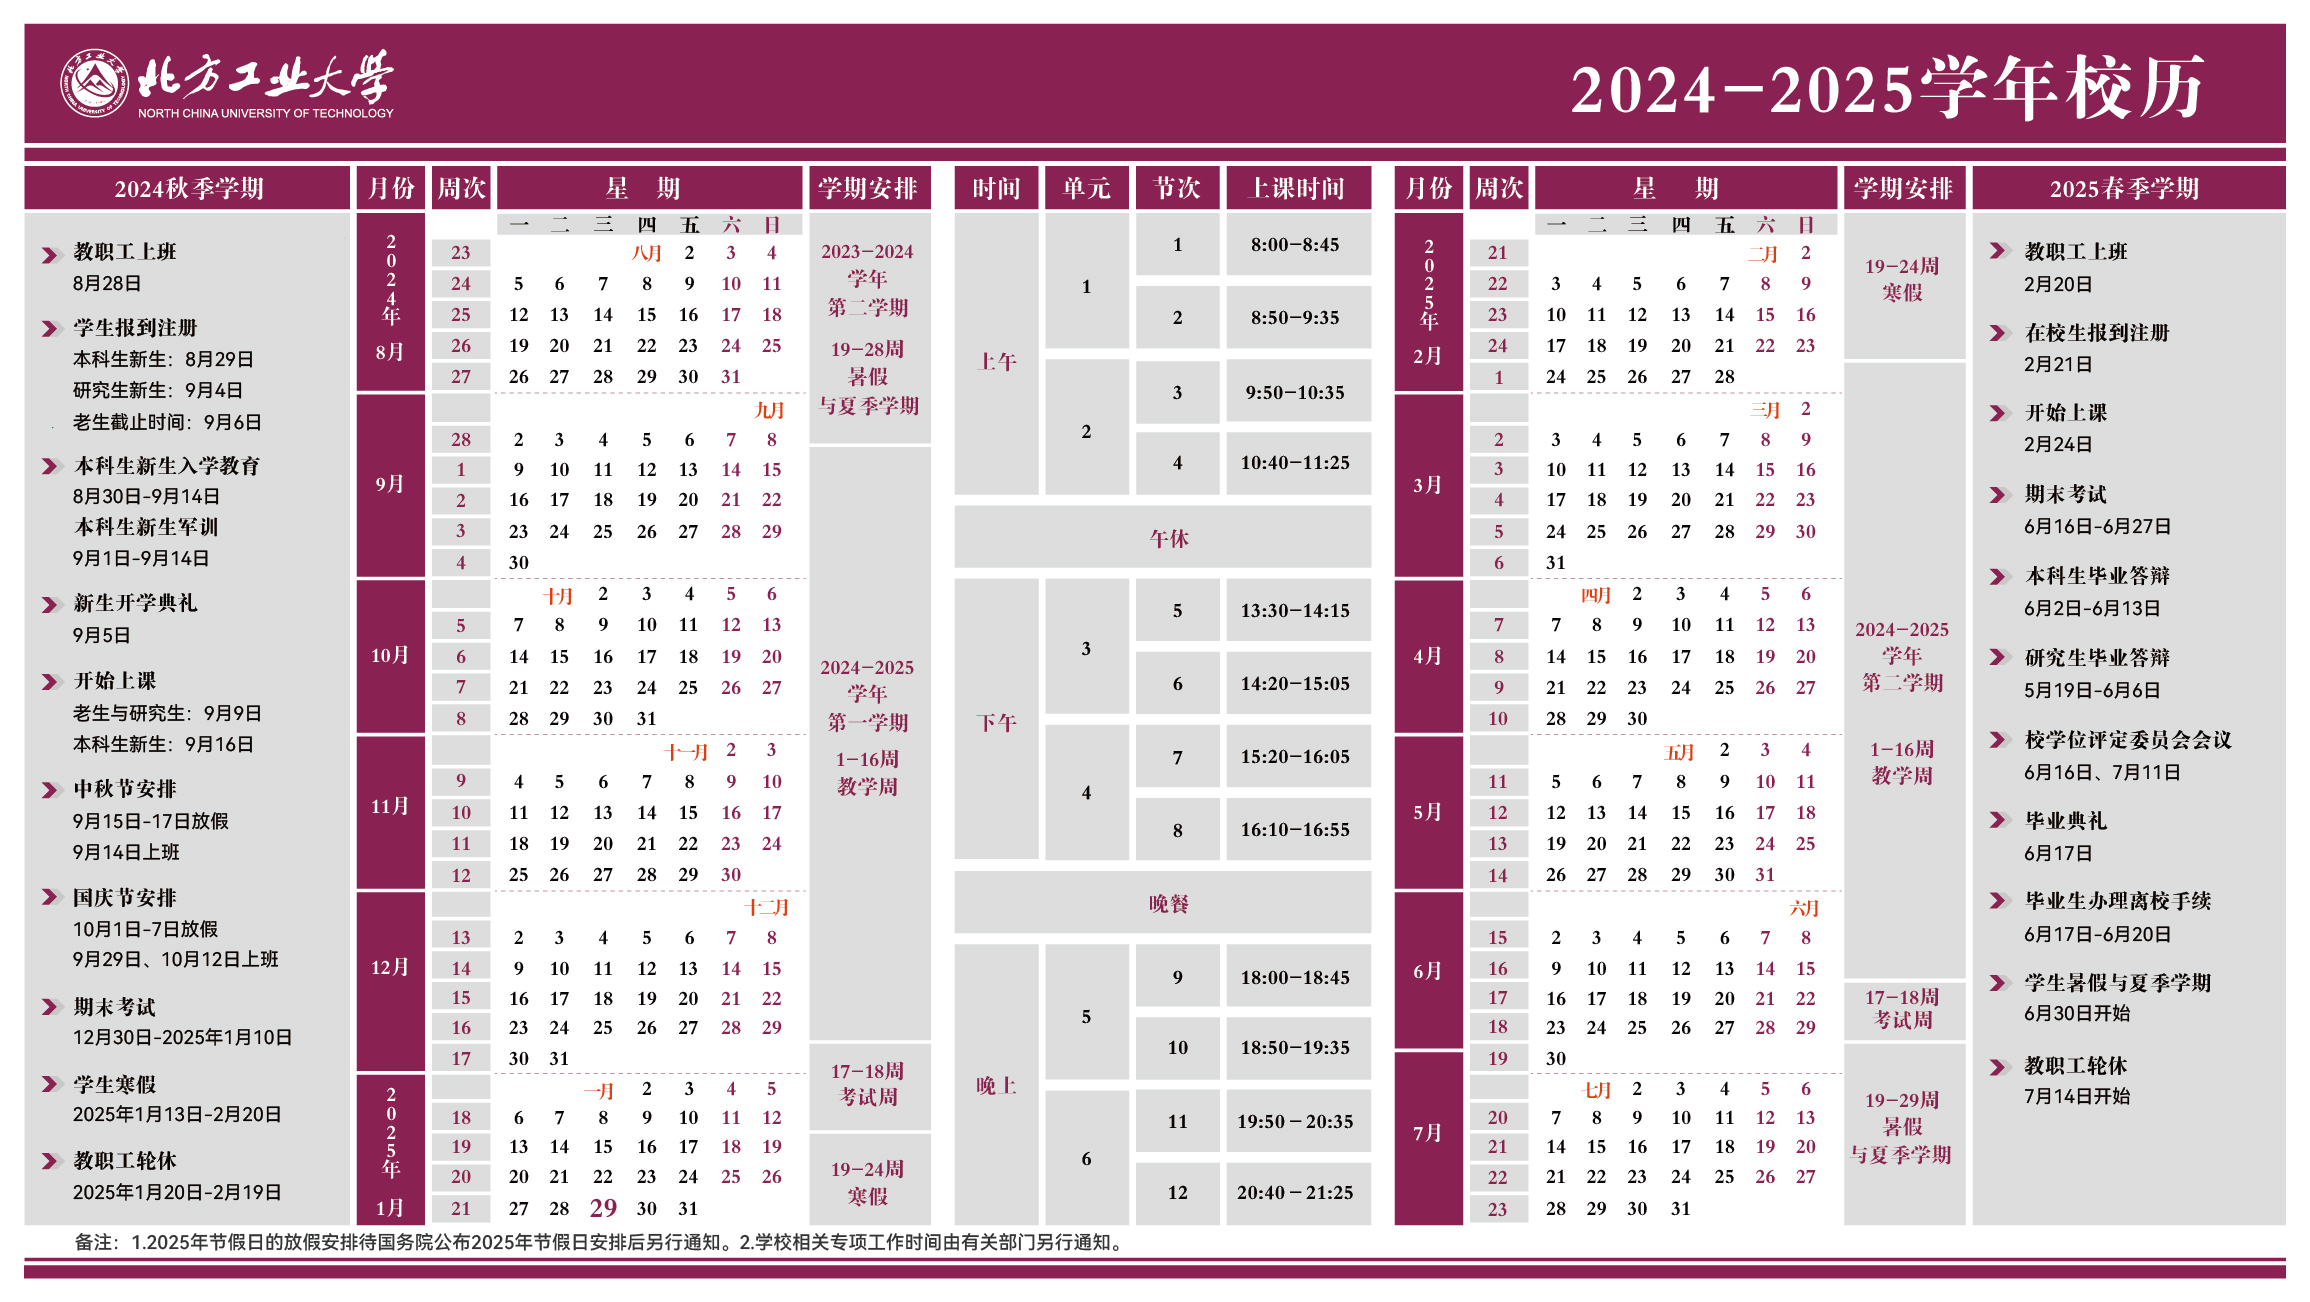 北方工业大学
NORTH CHINA UNIVERSITY OF TECHNOLOGY
2024-2025学年校历
2024秋季学期
教职工上班
8月28日
学生报到注册
本科生新生：8月29日
研究生新生：9月4日
老生截止时间：9月6日
本科生新生入学教育
8月30日-9月14日
本科生新生军训
9月1日-9月14日
新生开学典礼
9月5日
开始上课
老生与研究生：9月9日
本科生新生：9月16日
中秋节安排
9月15日-17日放假
9月14日上班
国庆节安排
10月1日-7日放假
9月29日、10月12日上班
期末考试
12月30日-2025年1月10日
学生寒假
2025年1月13日-2月20日
教职工轮休
2025年1月20日-2月19日
月份 周次 星 期 学期安排
一 二 三 四 五 六 日
2024年
8月
23 八月 2 3 4
24 5 6 7 8 9 10 11
25 12 13 14 15 16 17 18
26 19 20 21 22 23 24 25
27 26 27 28 29 30 31
9月
九月
28 2 3 4 5 6 7 8
1 9 10 11 12 13 14 15
2 16 17 18 19 20 21 22
3 23 24 25 26 27 28 29
4 30
10月
十月 2 3 4 5 6
5 7 8 9 10 11 12 13
6 14 15 16 17 18 19 20
7 21 22 23 24 25 26 27
8 28 29 30 31
11月
十一月 2 3
9 4 5 6 7 8 9 10
10 11 12 13 14 15 16 17
11 18 19 20 21 22 23 24
12 25 26 27 28 29 30
12月
十二月
13 2 3 4 5 6 7 8
14 9 10 11 12 13 14 15
15 16 17 18 19 20 21 22
16 23 24 25 26 27 28 29
17 30 31
2025年
1月
一月 2 3 4 5
18 6 7 8 9 10 11 12
19 13 14 15 16 17 18 19
20 20 21 22 23 24 25 26
21 27 28 29 30 31
2023-2024
学年
第二学期
19-28周
暑假
与夏季学期
2024-2025
学年
第一学期
1-16周
教学周
17-18周
考试周
19-24周
寒假
时间 单元 节次 上课时间
上午
1
1 8:00-8:45
2 8:50-9:35
2
3 9:50-10:35
4 10:40-11:25
午休
下午
3
5 13:30-14:15
6 14:20-15:05
4
7 15:20-16:05
8 16:10-16:55
晚餐
晚上
5
9 18:00-18:45
10 18:50-19:35
6
11 19:50-20:35
12 20:40-21:25
月份 周次 星 期 学期安排
一 二 三 四 五 六 日
2025年
2月
21 二月 2
22 3 4 5 6 7 8 9
23 10 11 12 13 14 15 16
24 17 18 19 20 21 22 23
1 24 25 26 27 28
3月
三月 2
2 3 4 5 6 7 8 9
3 10 11 12 13 14 15 16
4 17 18 19 20 21 22 23
5 24 25 26 27 28 29 30
6 31
4月
四月 2 3 4 5 6
7 7 8 9 10 11 12 13
8 14 15 16 17 18 19 20
9 21 22 23 24 25 26 27
10 28 29 30
5月
五月 2 3 4
11 5 6 7 8 9 10 11
12 12 13 14 15 16 17 18
13 19 20 21 22 23 24 25
14 26 27 28 29 30 31
6月
六月
15 2 3 4 5 6 7 8
16 9 10 11 12 13 14 15
17 16 17 18 19 20 21 22
18 23 24 25 26 27 28 29
19 30
7月
七月 2 3 4 5 6
20 7 8 9 10 11 12 13
21 14 15 16 17 18 19 20
22 21 22 23 24 25 26 27
23 28 29 30 31
19-24周
寒假
2024-2025
学年
第二学期
1-16周
教学周
17-18周
考试周
19-29周
暑假
与夏季学期
2025春季学期
教职工上班
2月20日
在校生报到注册
2月21日
开始上课
2月24日
期末考试
6月16日-6月27日
本科生毕业答辩
6月2日-6月13日
研究生毕业答辩
5月19日-6月6日
校学位评定委员会会议
6月16日、7月11日
毕业典礼
6月17日
毕业生办理离校手续
6月17日-6月20日
学生暑假与夏季学期
6月30日开始
教职工轮休
7月14日开始
备注：1.2025年节假日的放假安排待国务院公布2025年节假日安排后另行通知。2.学校相关专项工作时间由有关部门另行通知。